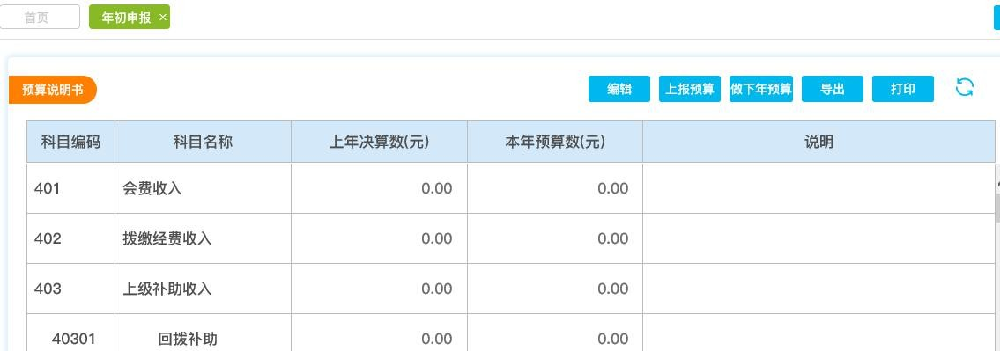 首页 年初申报 ×
预算说明书 编辑 上报预算 做下年预算 导出 打印
科目编码 科目名称 上年决算数(元) 本年预算数(元) 说明
401 会费收入 0.00 0.00
402 拨缴经费收入 0.00 0.00
403 上级补助收入 0.00 0.00
40301 回拨补助 0.00 0.00